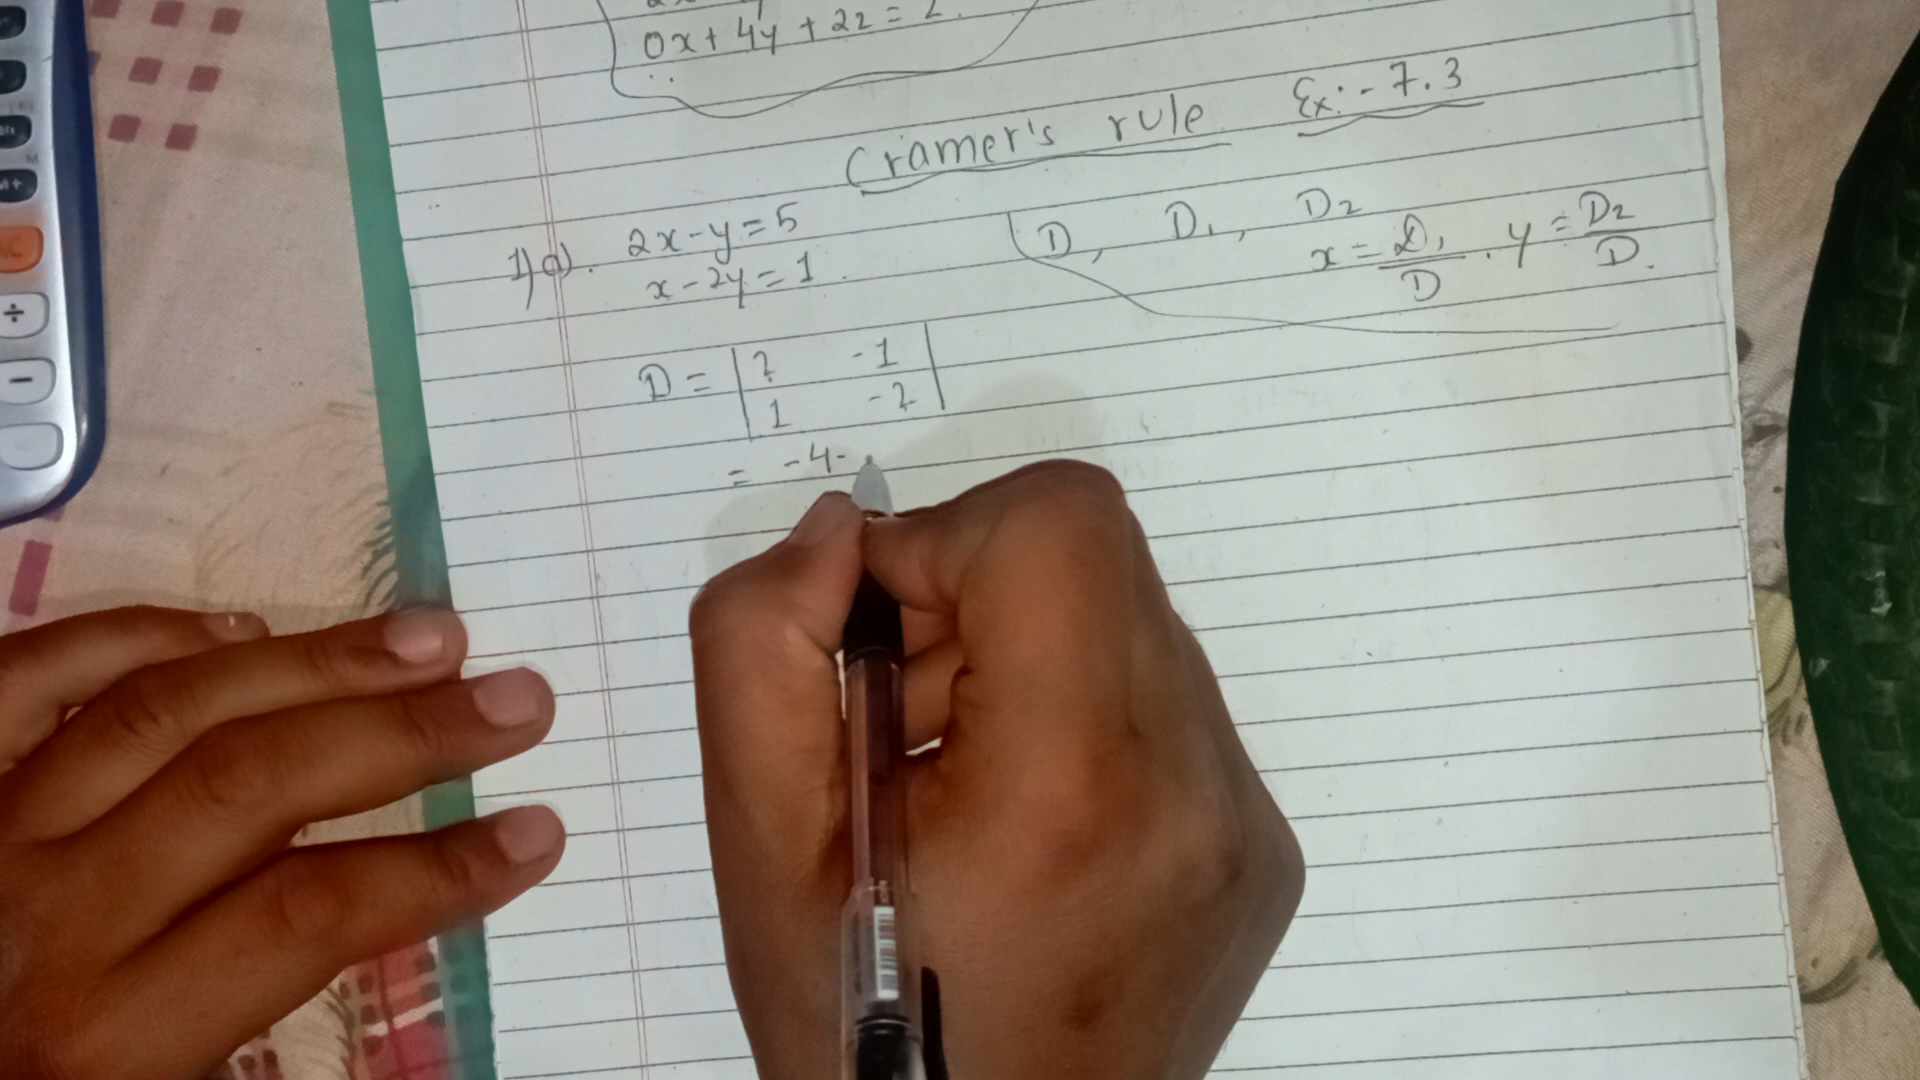 0x + 4y + 2z = 2.
Cramer's rule Ex:- 7.3
1) a). 2x - y = 5
x - 2y = 1.
D, D₁, D₂
x = D₁/D . y = D₂/D.
D = | 2 -1 |
| 1 -2 |
= -4 -
÷
−
M+